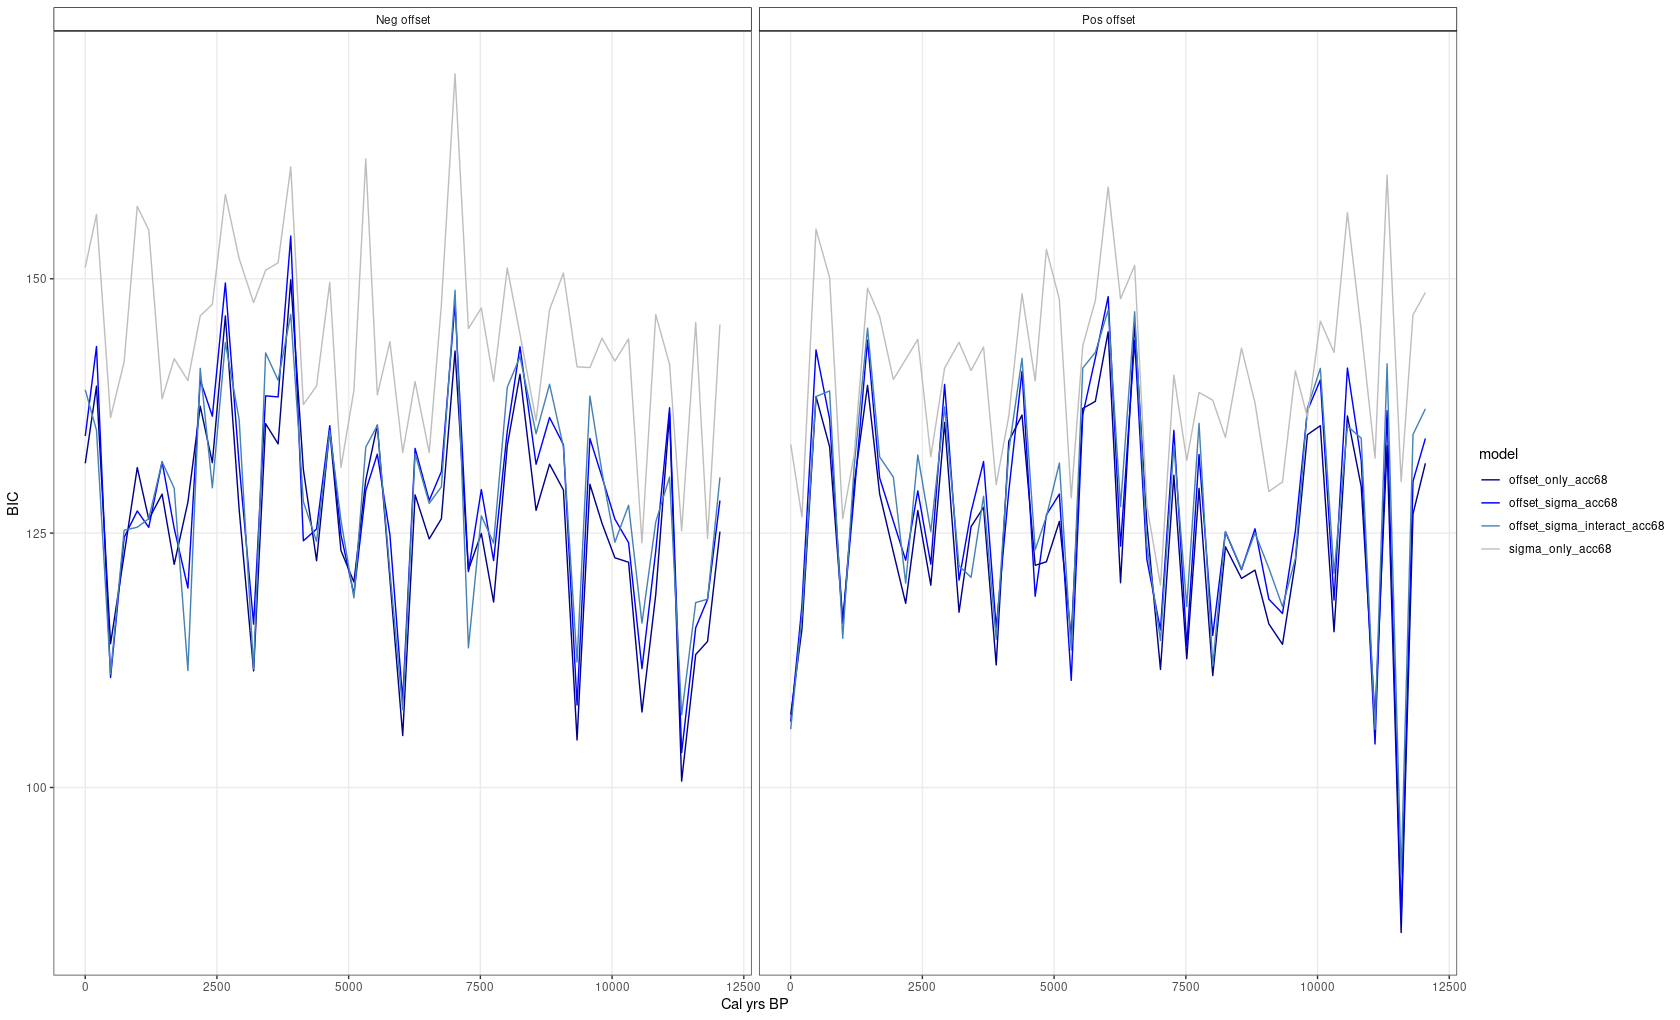 Neg offset
Pos offset
BIC
150
125
100
0
2500
5000
7500
10000
12500
0
2500
5000
7500
10000
12500
Cal yrs BP
model
offset_only_acc68
offset_sigma_acc68
offset_sigma_interact_acc68
sigma_only_acc68